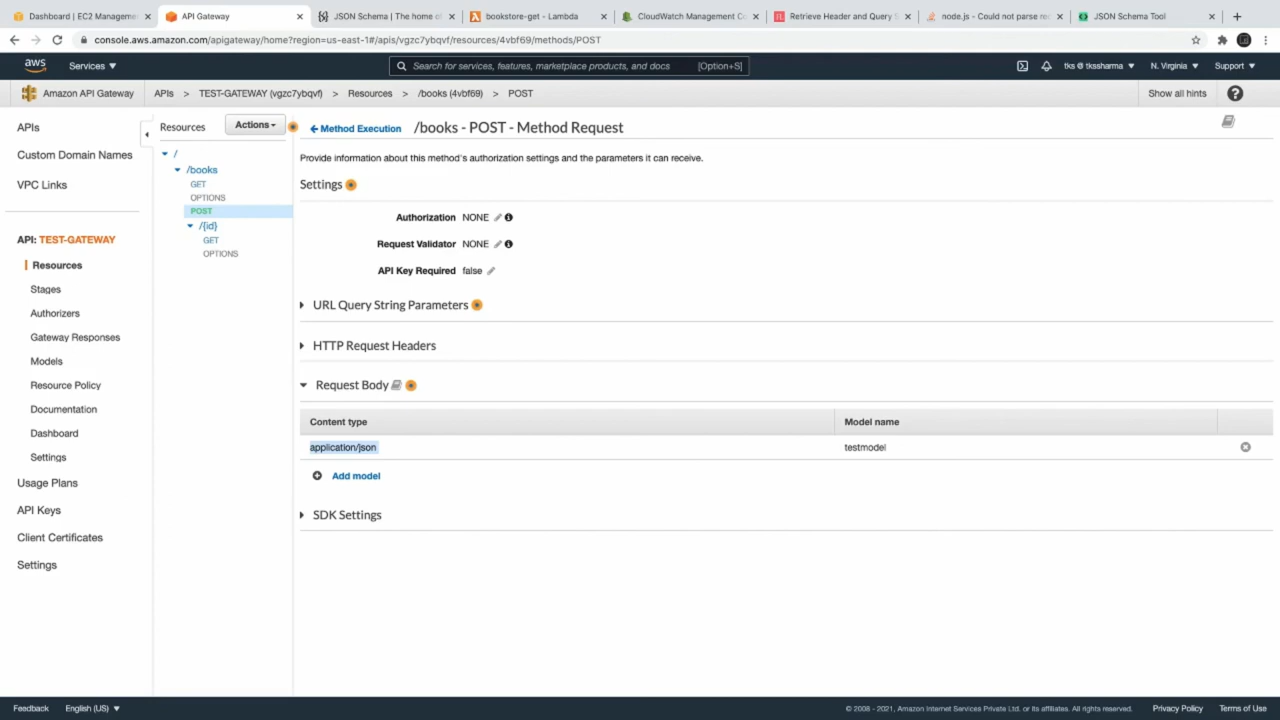 Dashboard | EC2 Managemen
API Gateway
JSON Schema | The home of
bookstore-get - Lambda
CloudWatch Management Co
Retrieve Header and Query S
node.js - Could not parse req
JSON Schema Tool
console.aws.amazon.com/apigateway/home?region=us-east-1#/apis/vgzc7ybqvf/resources/4vbf69/methods/POST
aws
Services
Search for services, features, marketplace products, and docs
[Option+S]
tks @ tkssharma
N. Virginia
Support
Amazon API Gateway
APIs > TEST-GATEWAY (vgzc7ybqvf) > Resources > /books (4vbf69) > POST
Show all hints
APIs
Custom Domain Names
VPC Links
API: TEST-GATEWAY
Resources
Stages
Authorizers
Gateway Responses
Models
Resource Policy
Documentation
Dashboard
Settings
Usage Plans
API Keys
Client Certificates
Settings
Resources
Actions
/
/books
GET
OPTIONS
POST
/{id}
GET
OPTIONS
Method Execution
/books - POST - Method Request
Provide information about this method's authorization settings and the parameters it can receive.
Settings
Authorization NONE
Request Validator NONE
API Key Required false
URL Query String Parameters
HTTP Request Headers
Request Body
Content type
Model name
application/json
testmodel
Add model
SDK Settings
Feedback
English (US)
© 2008 - 2021, Amazon Internet Services Private Ltd. or its affiliates. All rights reserved.
Privacy Policy
Terms of Use